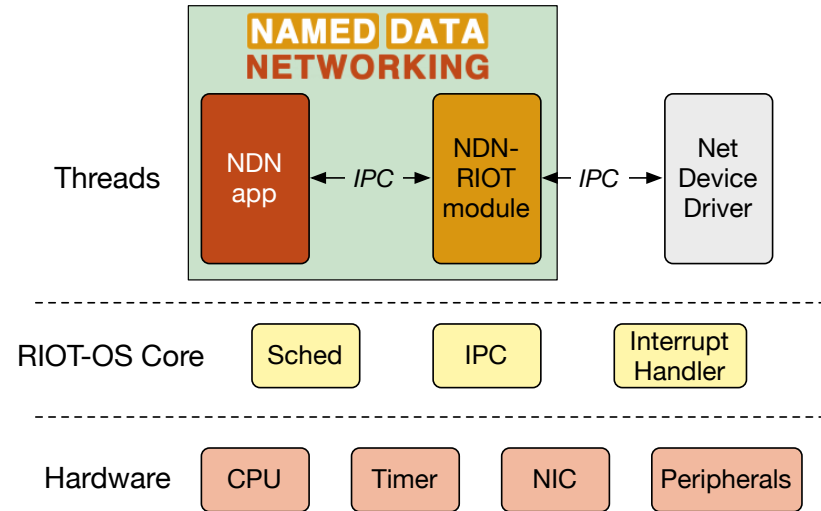 NAMED DATA
NETWORKING
Threads
NDN
app
IPC
NDN-
RIOT
module
IPC
Net
Device
Driver
RIOT-OS Core
Sched
IPC
Interrupt
Handler
Hardware
CPU
Timer
NIC
Peripherals